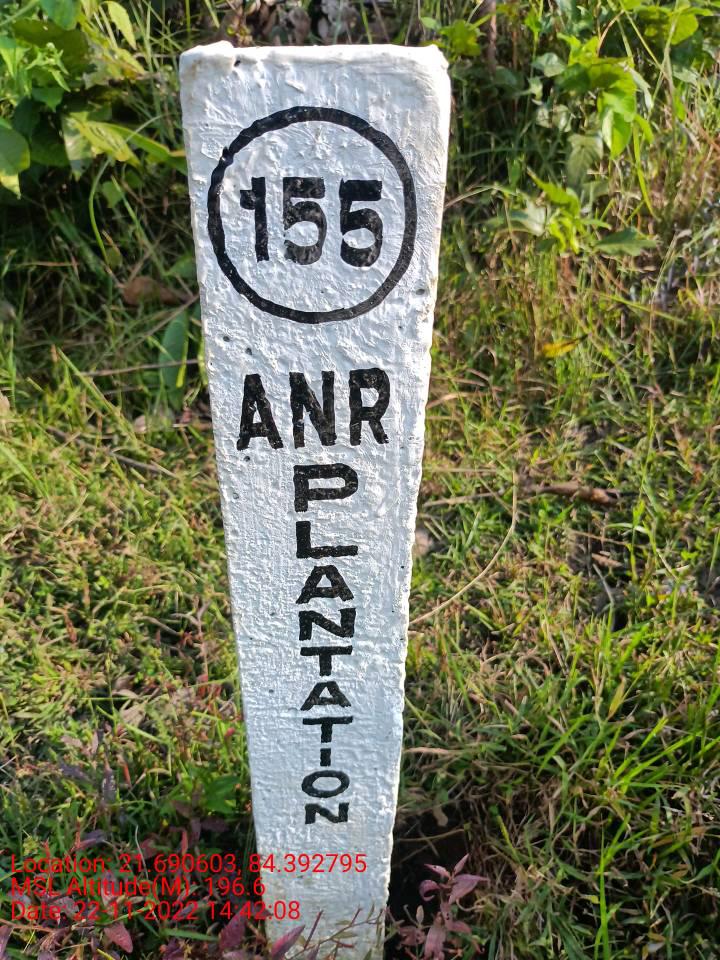 155
ANR
PLANTATION
Location: 21.690603, 84.392795
MSL Altitude(M). 196.6
Date: 22-11-2022 14:42:08